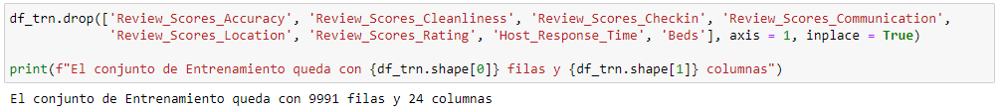 df_trn.drop(['Review_Scores_Accuracy', 'Review_Scores_Cleanliness', 'Review_Scores_Checkin', 'Review_Scores_Communication',
'Review_Scores_Location', 'Review_Scores_Rating', 'Host_Response_Time', 'Beds'], axis = 1, inplace = True)
print(f"El conjunto de Entrenamiento queda con {df_trn.shape[0]} filas y {df_trn.shape[1]} columnas")
El conjunto de Entrenamiento queda con 9991 filas y 24 columnas